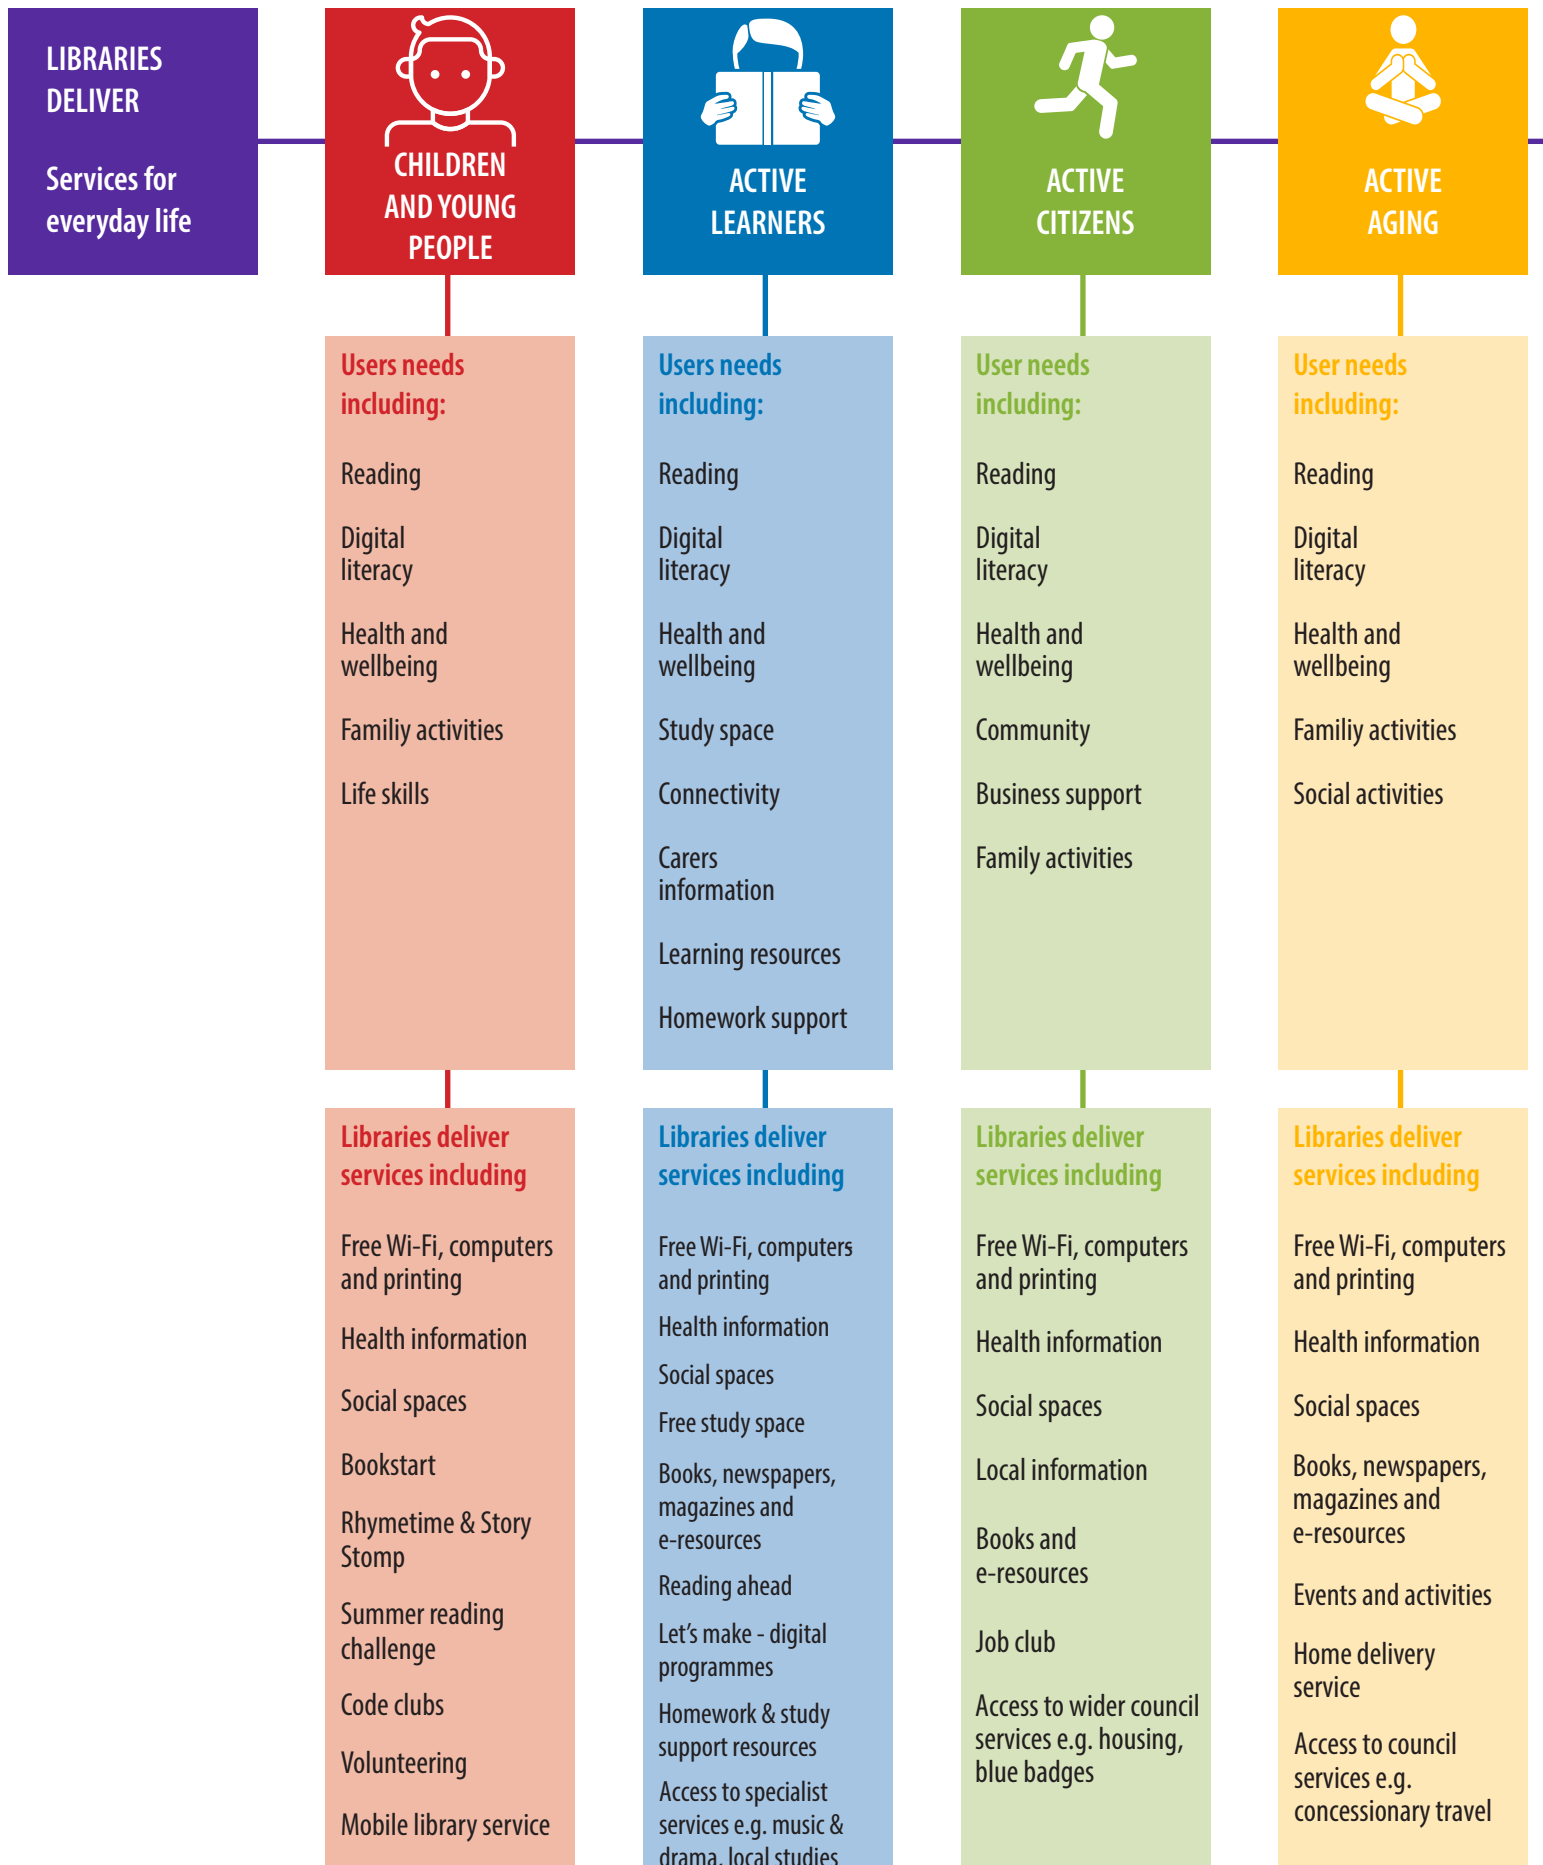 LIBRARIES
DELIVER
Services for
everyday life
CHILDREN
AND YOUNG
PEOPLE
Users needs
including:
Reading
Digital
literacy
Health and
wellbeing
Familiy activities
Life skills
Libraries deliver
services including
Free Wi-Fi, computers
and printing
Health information
Social spaces
Bookstart
Rhymetime & Story
Stomp
Summer reading
challenge
Code clubs
Volunteering
Mobile library service
ACTIVE
LEARNERS
Users needs
including:
Reading
Digital
literacy
Health and
wellbeing
Study space
Connectivity
Carers
information
Learning resources
Homework support
Libraries deliver
services including
Free Wi-Fi, computers
and printing
Health information
Social spaces
Free study space
Books, newspapers,
magazines and
e-resources
Reading ahead
Let's make - digital
programmes
Homework & study
support resources
Access to specialist
services e.g. music &
drama, local studies
ACTIVE
CITIZENS
User needs
including:
Reading
Digital
literacy
Health and
wellbeing
Community
Business support
Family activities
Libraries deliver
services including
Free Wi-Fi, computers
and printing
Health information
Social spaces
Local information
Books and
e-resources
Job club
Access to wider council
services e.g. housing,
blue badges
ACTIVE
AGING
User needs
including:
Reading
Digital
literacy
Health and
wellbeing
Familiy activities
Social activities
Libraries deliver
services including
Free Wi-Fi, computers
and printing
Health information
Social spaces
Books, newspapers,
magazines and
e-resources
Events and activities
Home delivery
service
Access to council
services e.g.
concessionary travel